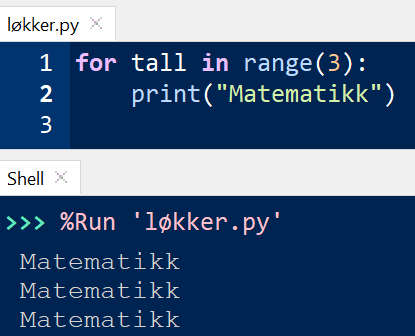 løkker.py ×
1 for tall in range(3):
2     print("Matematikk")
3
Shell ×
>>> %Run 'løkker.py'
Matematikk
Matematikk
Matematikk